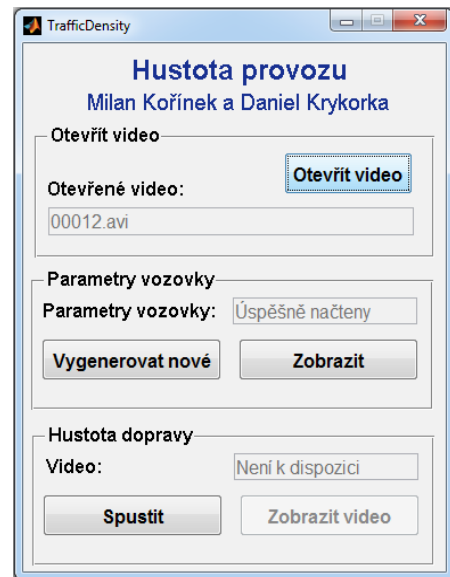 TrafficDensity
Hustota provozu
Milan Kořínek a Daniel Krykorka
Otevřít video
Otevřít video
Otevřené video:
00012.avi
Parametry vozovky
Parametry vozovky: Úspěšně načteny
Vygenerovat nové Zobrazit
Hustota dopravy
Video: Není k dispozici
Spustit Zobrazit video